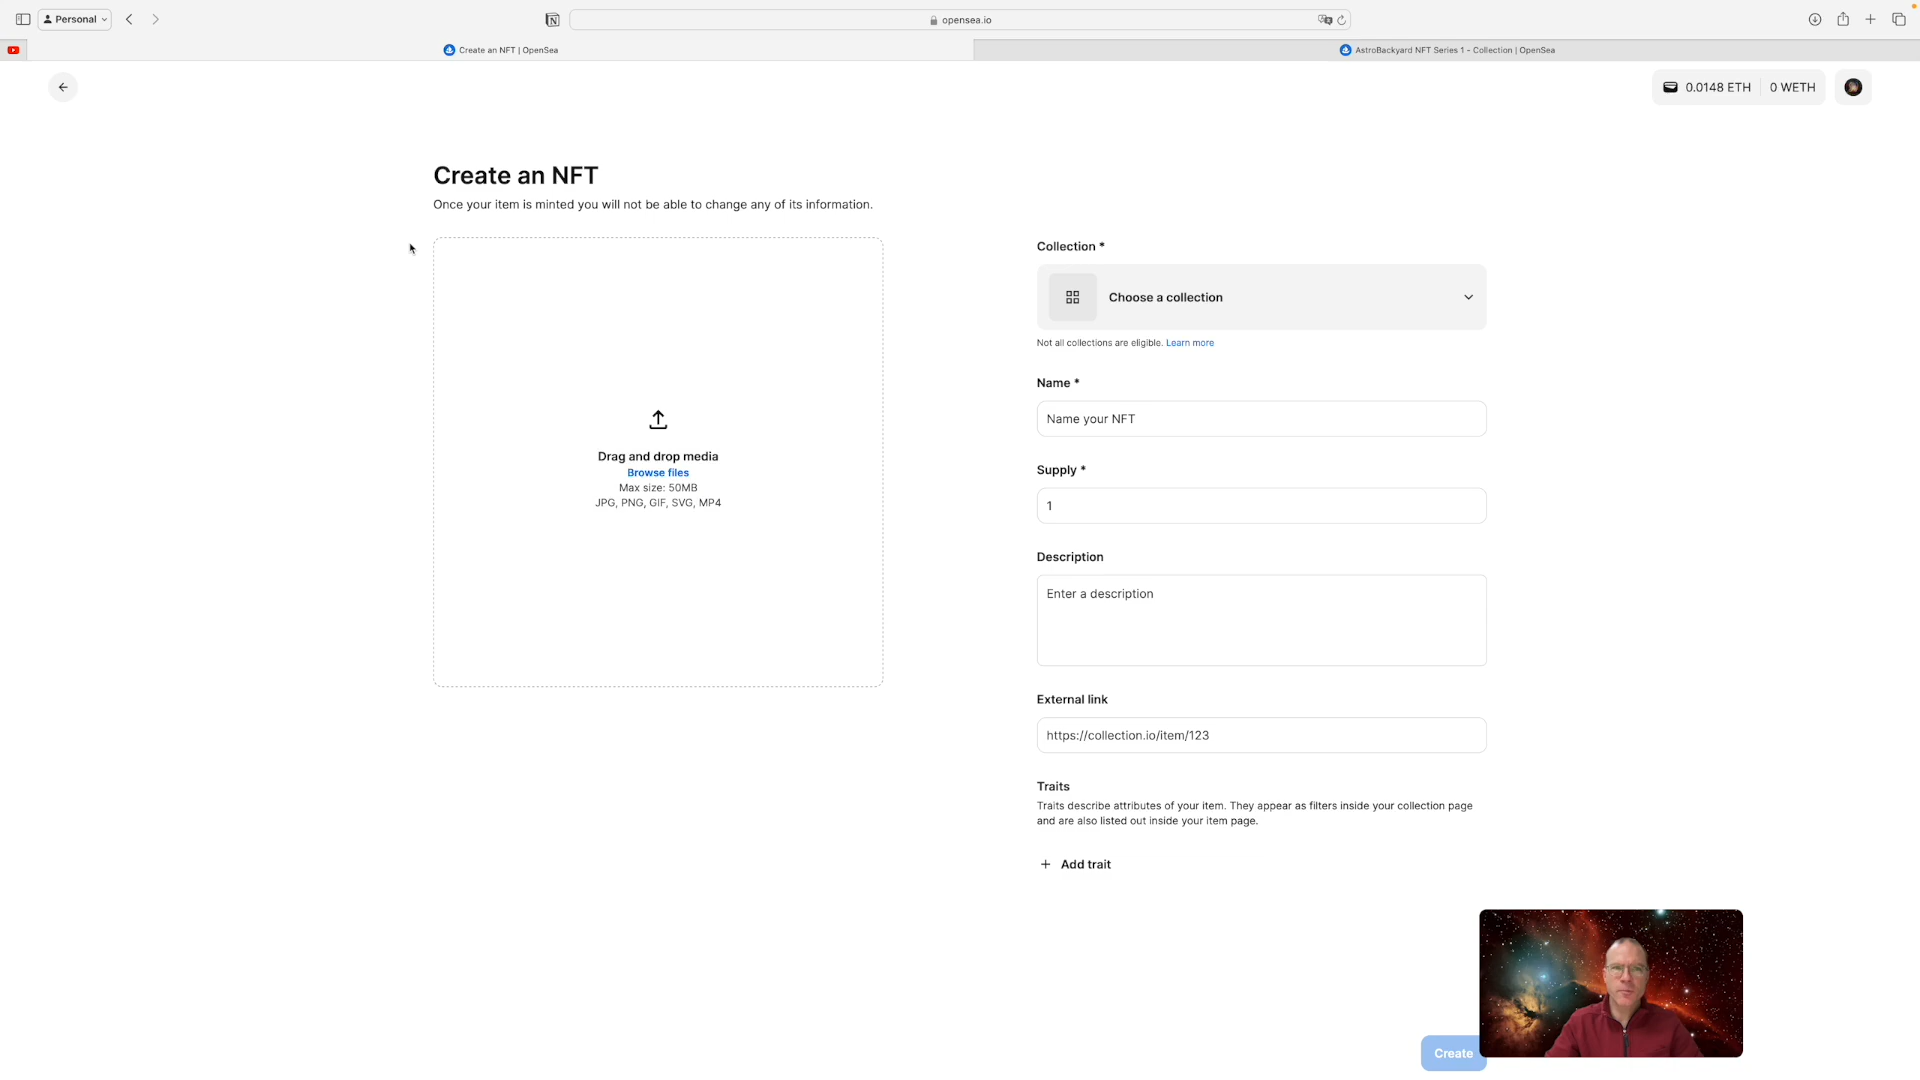 Personal
opensea.io
Create an NFT | OpenSea
AstroBackyard NFT Series 1 - Collection | OpenSea
0.0148 ETH
0 WETH
Create an NFT
Once your item is minted you will not be able to change any of its information.
Drag and drop media
Browse files
Max size: 50MB
JPG, PNG, GIF, SVG, MP4
Collection *
Choose a collection
Not all collections are eligible. Learn more
Name *
Name your NFT
Supply *
1
Description
Enter a description
External link
https://collection.io/item/123
Traits
Traits describe attributes of your item. They appear as filters inside your collection page
and are also listed out inside your item page.
+ Add trait
Create